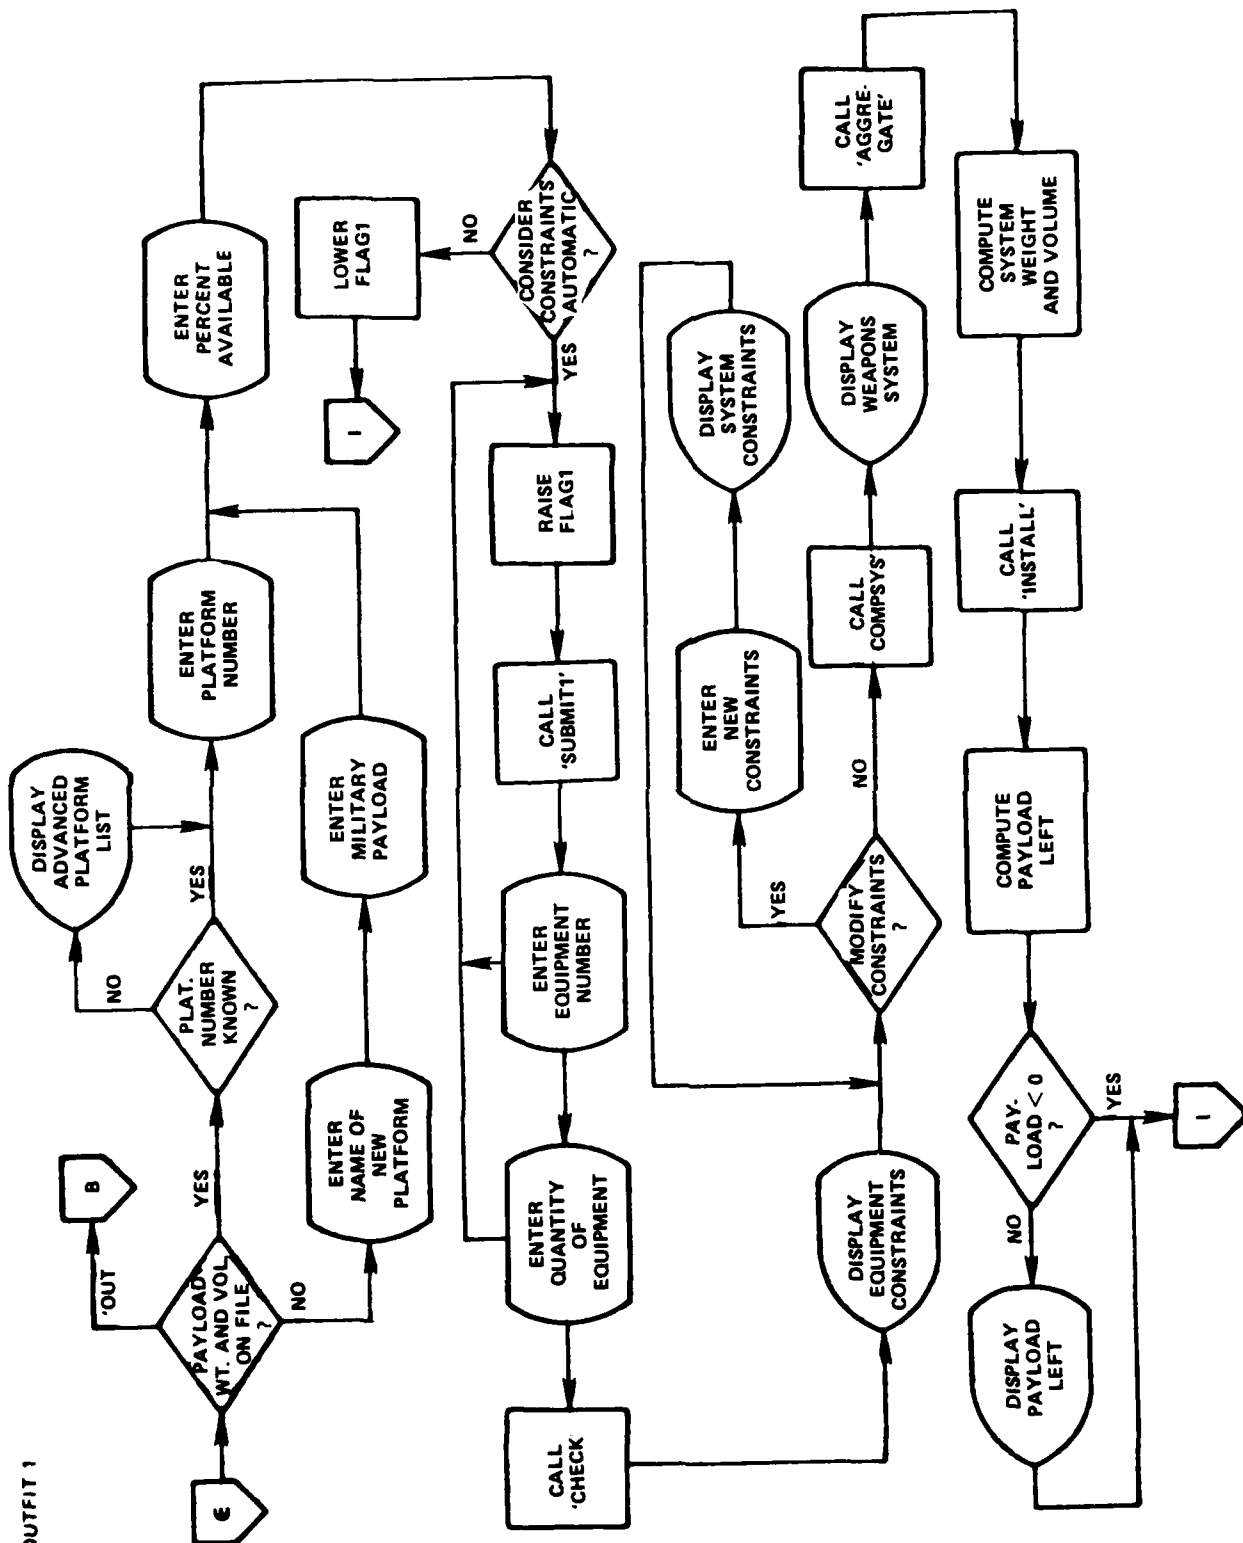 OUTFIT 1
E
PAYLOAD
WT. AND VOL.
ON FILE
?
'OUT
B
YES
NO
PLAT.
NUMBER
KNOWN
?
NO
YES
DISPLAY
ADVANCED
PLATFORM
LIST
ENTER
PLATFORM
NUMBER
ENTER
PERCENT
AVAILABLE
ENTER
NAME OF
NEW
PLATFORM
ENTER
MILITARY
PAYLOAD
CONSIDER
CONSTRAINTS
AUTOMATIC
?
NO
LOWER
FLAG1
I
YES
RAISE
FLAG1
CALL
'SUBMIT1'
ENTER
EQUIPMENT
NUMBER
ENTER
QUANTITY
OF
EQUIPMENT
CALL
'CHECK
DISPLAY
EQUIPMENT
CONSTRAINTS
MODIFY
CONSTRAINTS
?
YES
ENTER
NEW
CONSTRAINTS
DISPLAY
SYSTEM
CONSTRAINTS
NO
CALL
COMPSYS'
DISPLAY
WEAPONS
SYSTEM
CALL
'AGGRE-
GATE'
COMPUTE
SYSTEM
WEIGHT
AND VOLUME
CALL
'INSTALL'
COMPUTE
PAYLOAD
LEFT
PAY-
LOAD < 0
?
NO
DISPLAY
PAYLOAD
LEFT
YES
I